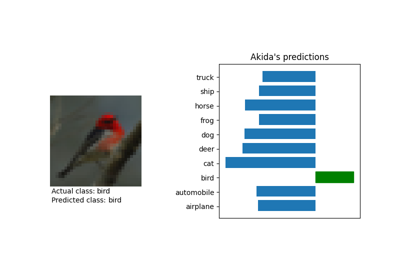 Akida's predictions
truck
ship
horse
frog
dog
deer
cat
bird
automobile
airplane
Actual class: bird
Predicted class: bird